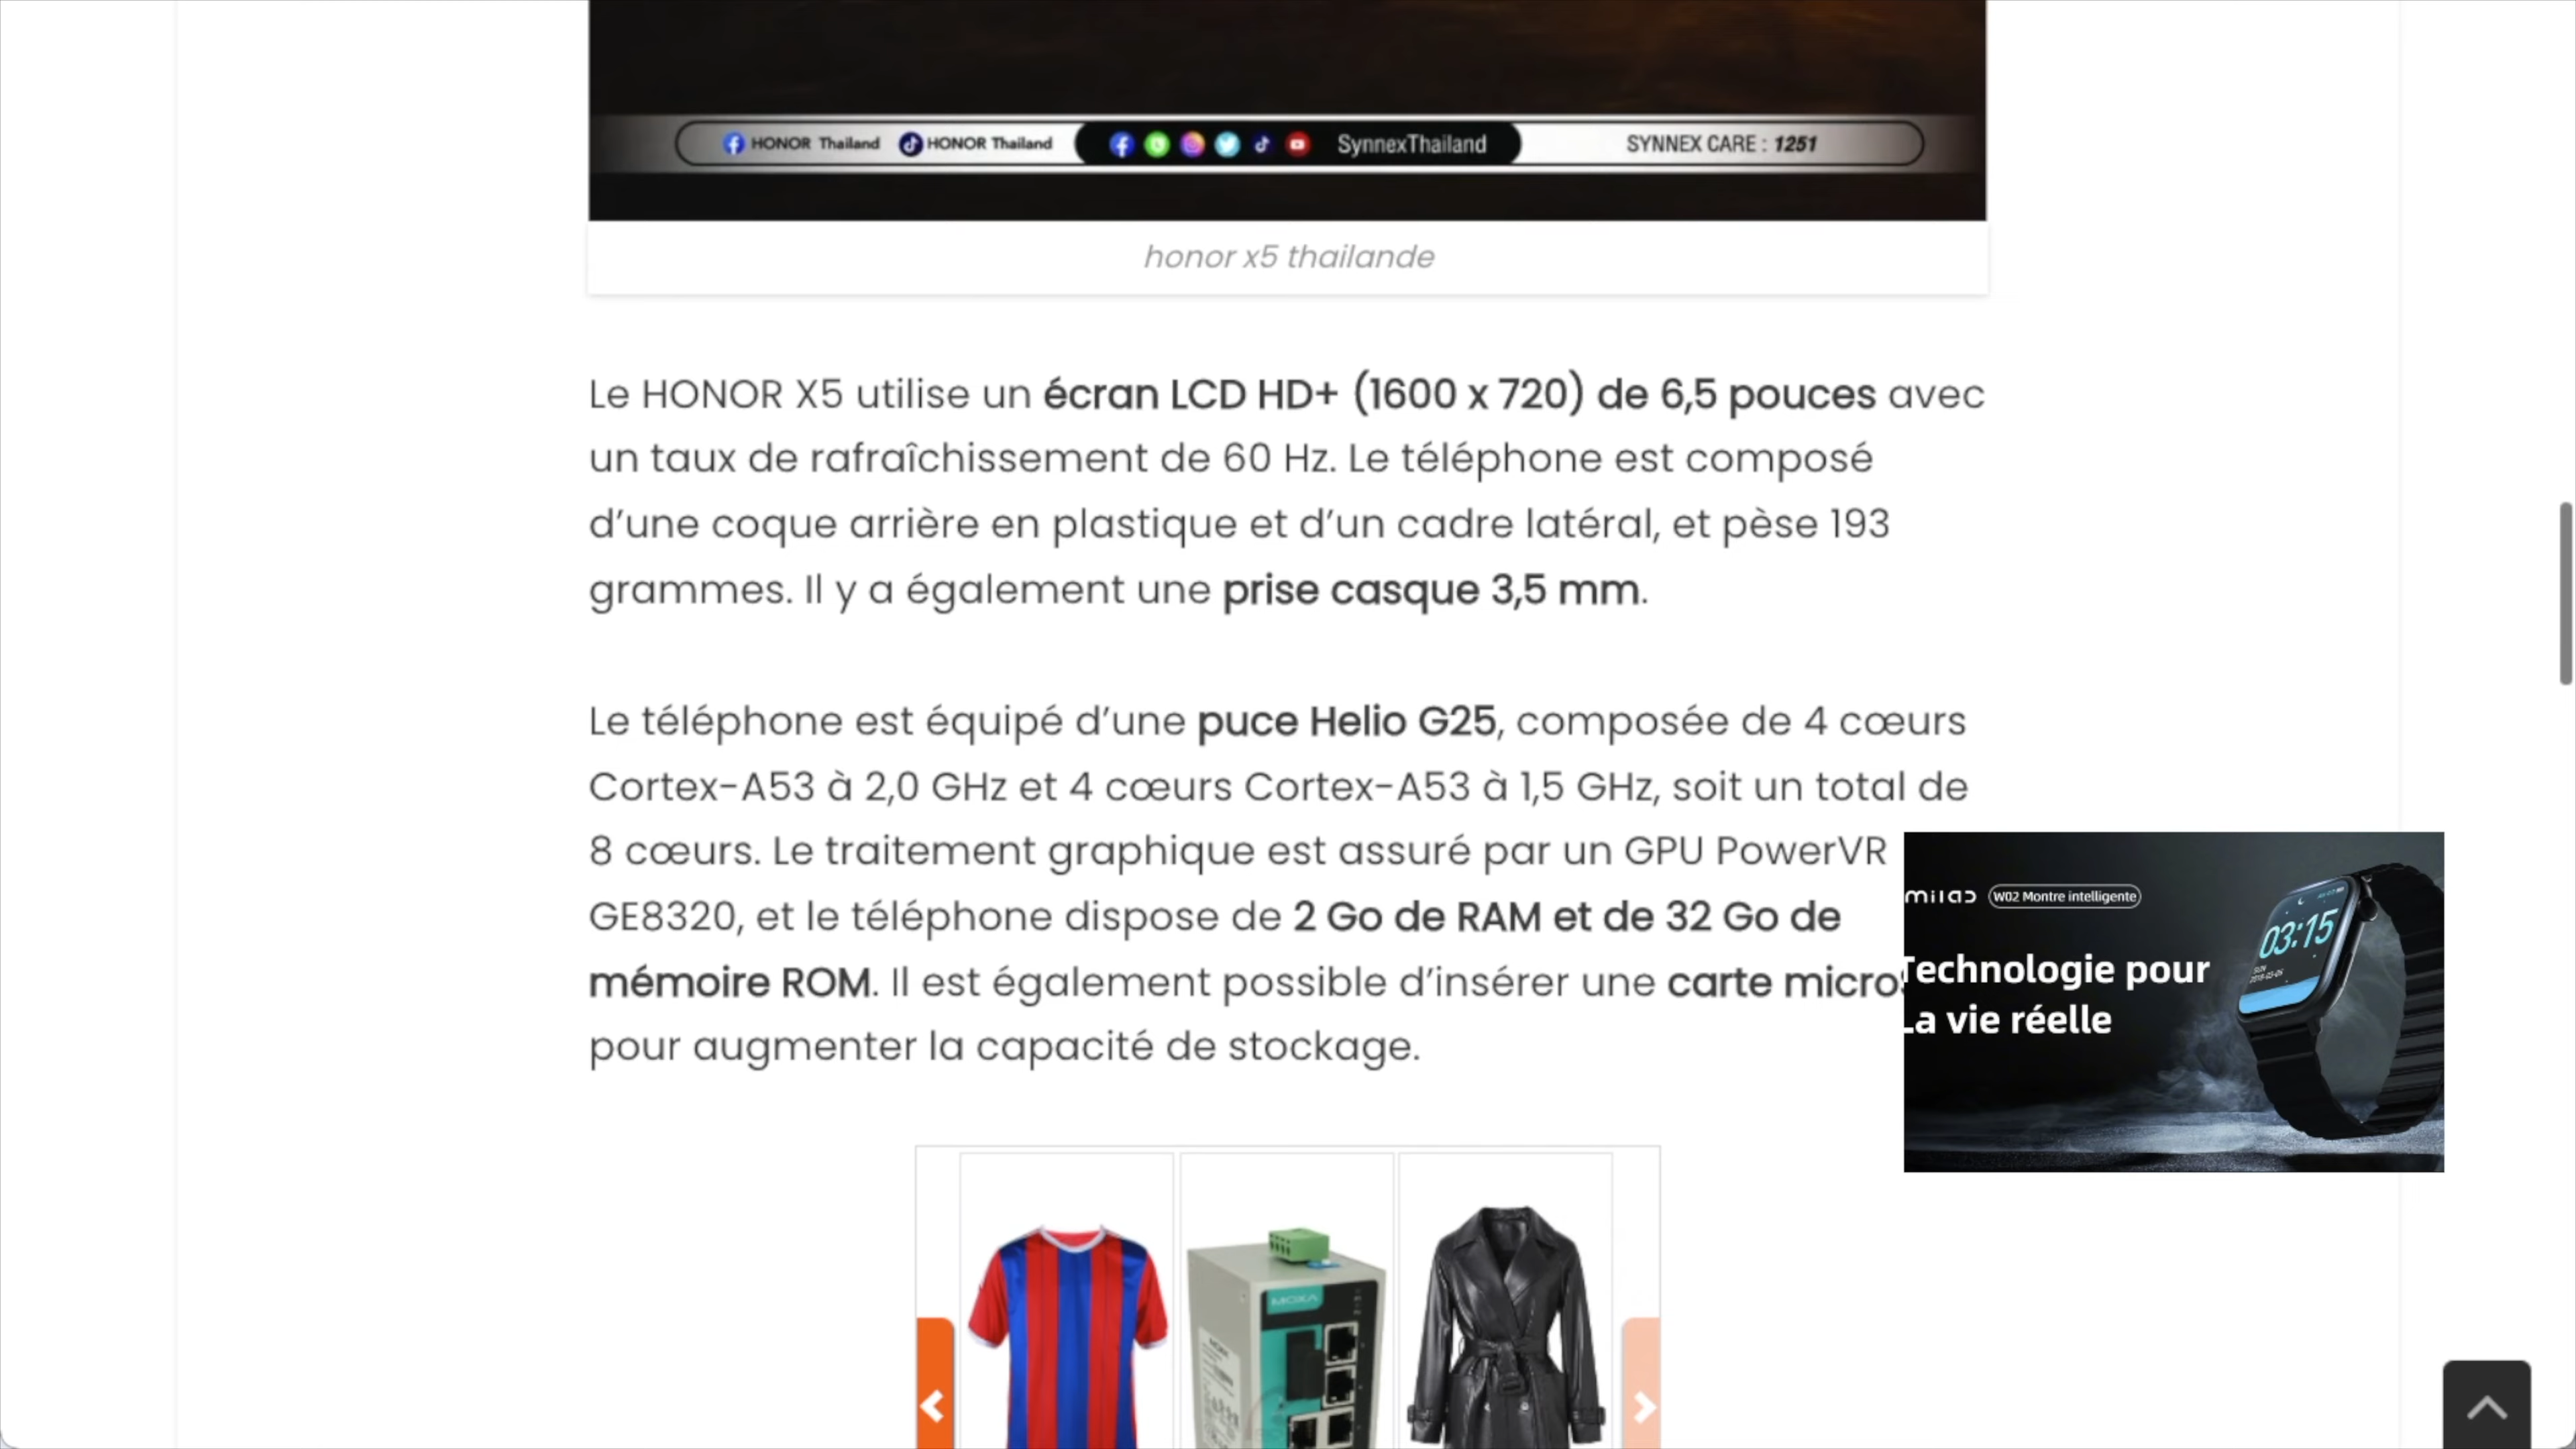 HONOR Thailand HONOR Thailand SynnexThailand SYNNEX CARE : 1251
honor x5 thailande
Le HONOR X5 utilise un écran LCD HD+ (1600 x 720) de 6,5 pouces avec
un taux de rafraîchissement de 60 Hz. Le téléphone est composé
d’une coque arrière en plastique et d’un cadre latéral, et pèse 193
grammes. Il y a également une prise casque 3,5 mm.
Le téléphone est équipé d’une puce Helio G25, composée de 4 cœurs
Cortex-A53 à 2,0 GHz et 4 cœurs Cortex-A53 à 1,5 GHz, soit un total de
8 cœurs. Le traitement graphique est assuré par un GPU PowerVR
GE8320, et le téléphone dispose de 2 Go de RAM et de 32 Go de
mémoire ROM. Il est également possible d’insérer une carte micro
pour augmenter la capacité de stockage.
W02 Montre intelligente
Technologie pour
La vie réelle
03:15
MOXA